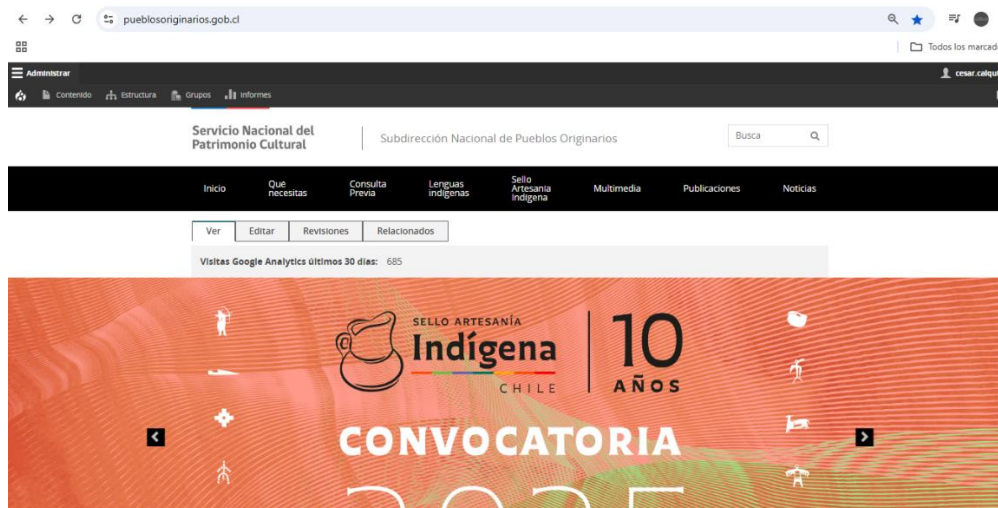 pueblosoriginarios.gob.cl
Todos los marcado
Administrar
cesar.calqui
Contenido Estructura Grupos Informes
Servicio Nacional del
Patrimonio Cultural
Subdirección Nacional de Pueblos Originarios
Busca
Inicio
Qué
necesitas
Consulta
Previa
Lenguas
indígenas
Sello
Artesanía
Indígena
Multimedia
Publicaciones
Noticias
Ver Editar Revisiones Relacionados
Visitas Google Analytics últimos 30 días: 685
SELLO ARTESANÍA
Indígena
CHILE
10
AÑOS
CONVOCATORIA
2025